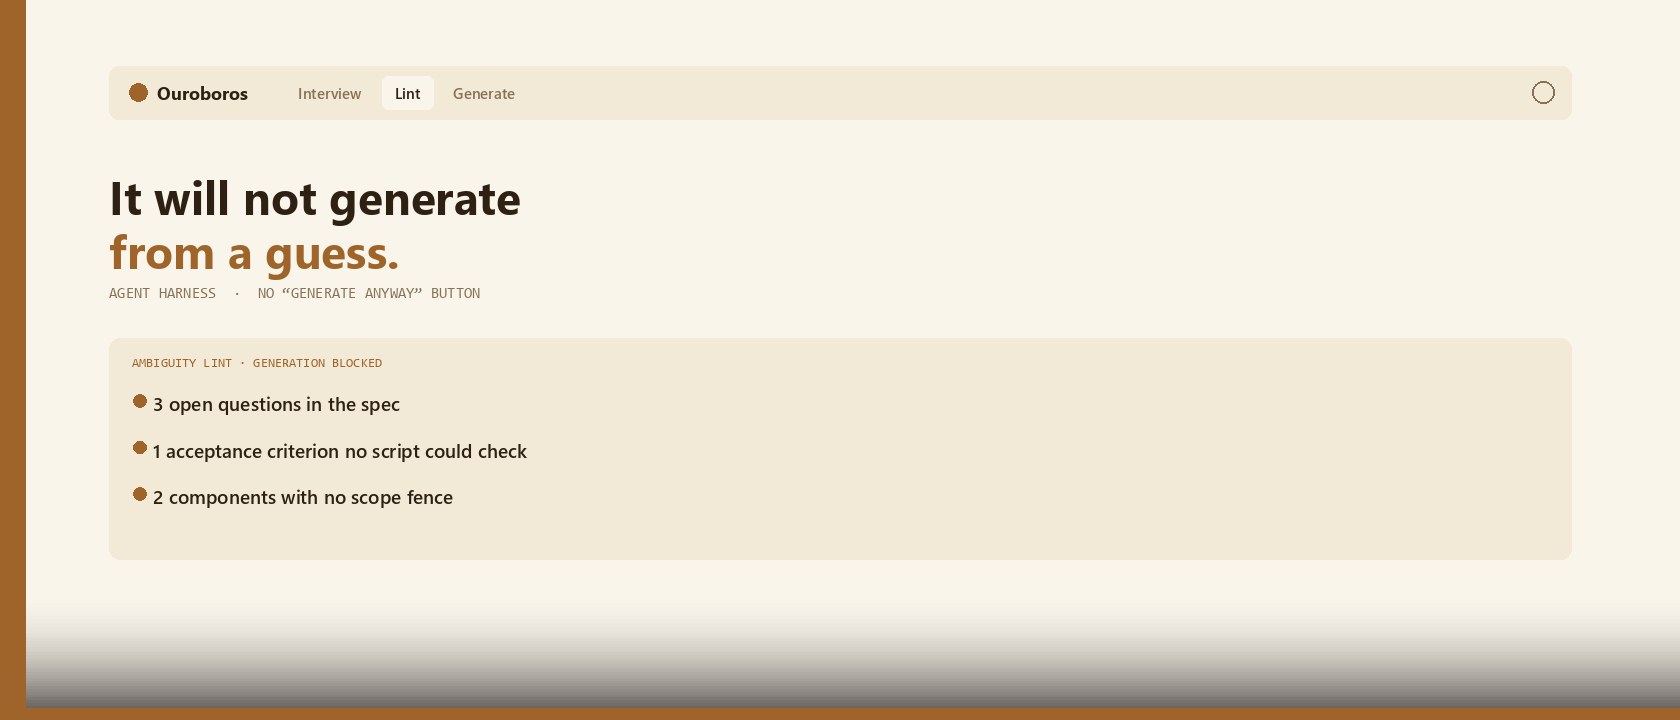 Ouroboros Interview Lint Generate
It will not generate
from a guess.
AGENT HARNESS · NO “GENERATE ANYWAY” BUTTON
AMBIGUITY LINT · GENERATION BLOCKED
3 open questions in the spec
1 acceptance criterion no script could check
2 components with no scope fence